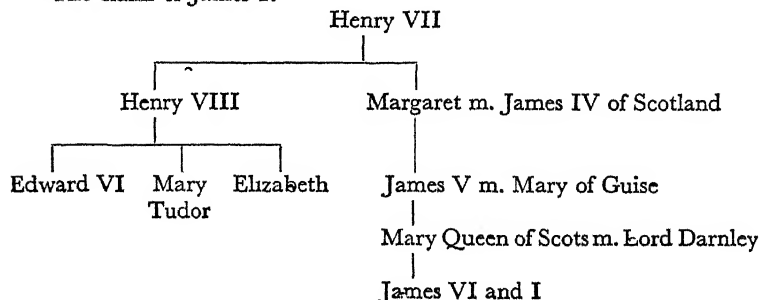 Henry VII
Henry VIII Margaret m. James IV of Scotland
Edward VI Mary Elizabeth James V m. Mary of Guise
Tudor
Mary Queen of Scots m. Lord Darnley
James VI and I